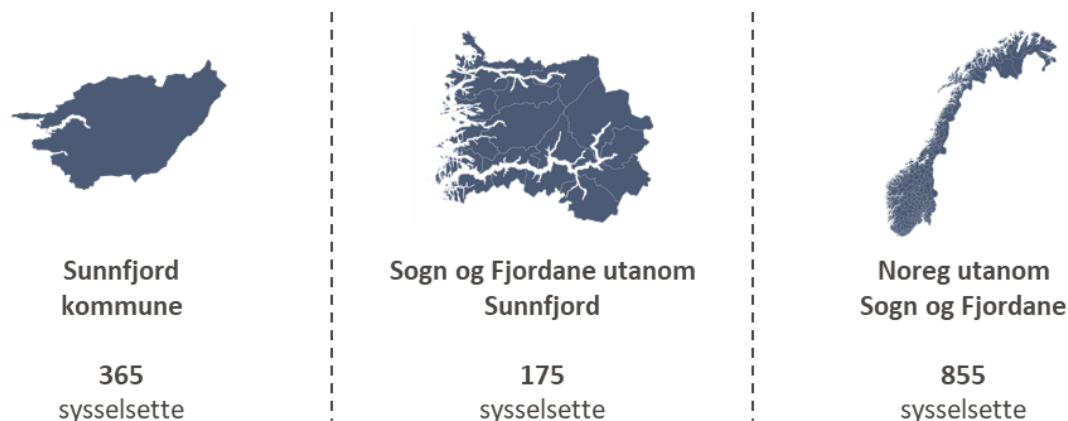 Sunnfjord
kommune
365
sysselsette
Sogn og Fjordane utanom
Sunnfjord
175
sysselsette
Noreg utanom
Sogn og Fjordane
855
sysselsette